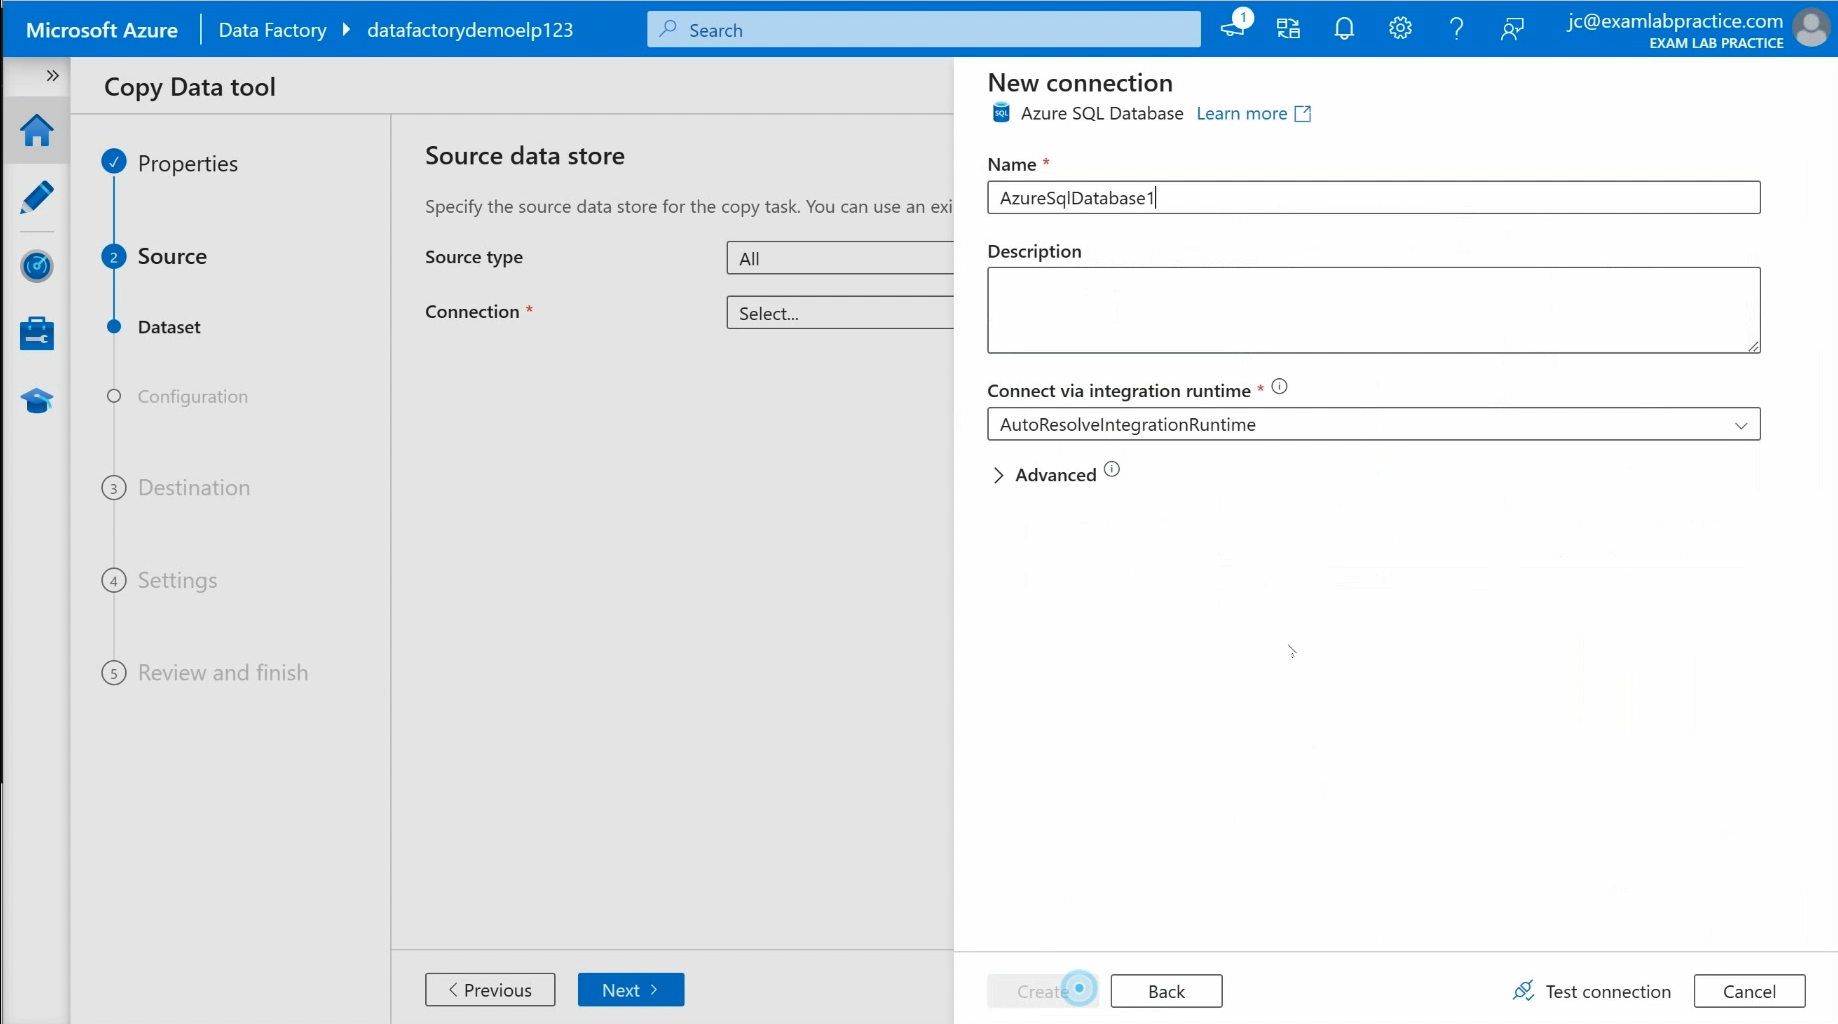 Microsoft Azure
Data Factory
datafactorydemoelp123
Search
1
jc@examlabpractice.com
EXAM LAB PRACTICE
Copy Data tool
Properties
2
Source
Dataset
Configuration
3
Destination
4
Settings
5
Review and finish
Source data store
Specify the source data store for the copy task. You can use an exi
Source type
All
Connection *
Select...
Previous
Next
New connection
SQL
Azure SQL Database Learn more
Name *
AzureSqlDatabase1
Description
Connect via integration runtime *
AutoResolveIntegrationRuntime
Advanced
Create
Back
Test connection
Cancel